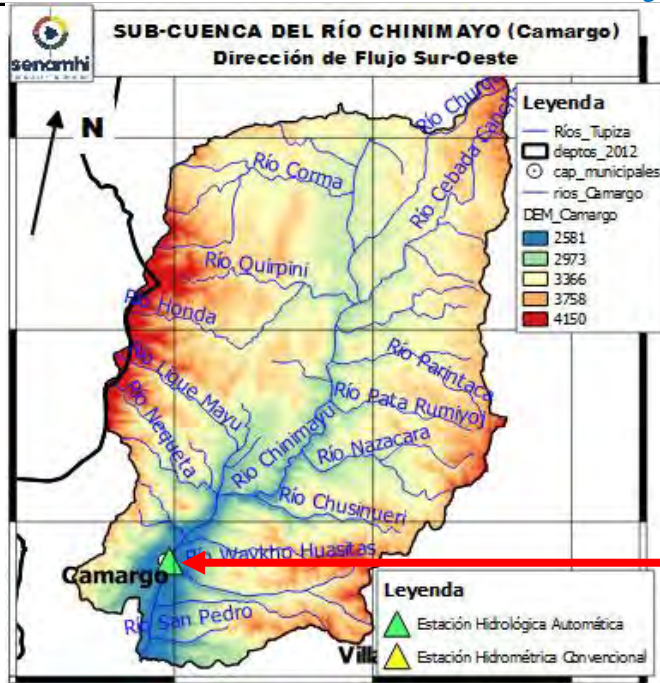 SUB-CUENCA DEL RÍO CHINIMAYO (Camargo)
Dirección de Flujo Sur-Oeste
senamhi
N
Leyenda
Ríos_Tupiza
deptos_2012
cap_municipales
rios_Camargo
DEM_Camargo
2581
2973
3366
3758
4150
Río Churqu
Río Cebada Cancha
Río Corma
Río Quirpini
Río Honda
Río Parintaca
Río Lique Mayu
Río Pata Rumiyoj
Río Nequeta
Río Chinimayu
Río Nazacara
Río Chusinueri
Río Waykho Huasitas
Camargo
Río San Pedro
Villa
Leyenda
Estación Hidrológica Automática
Estación Hidrométrica Convencional